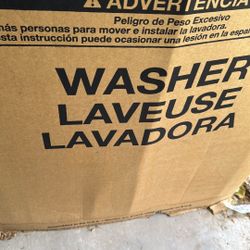 ADVERTENCIA
Peligro de Peso Excesivo
más personas para mover e instalar la lavadora.
esta instrucción puede ocasionar una lesión en la espal
WASHER
LAVEUSE
LAVADORA